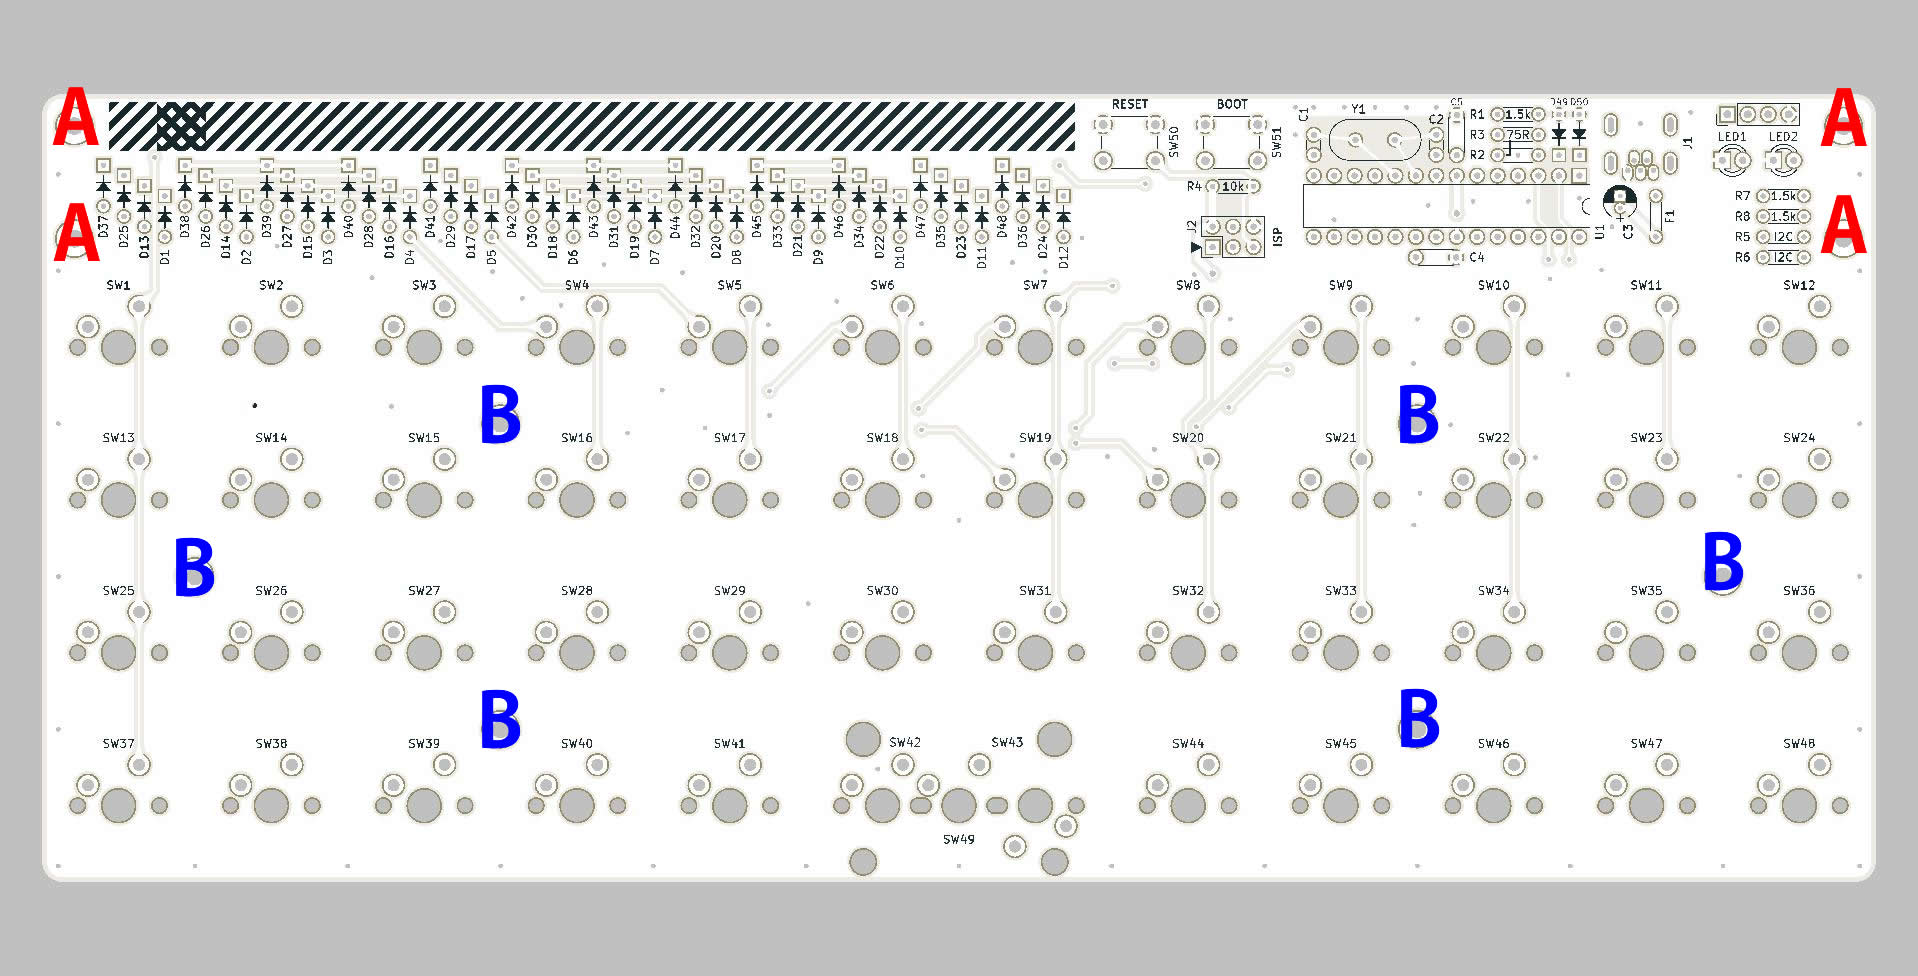 A A
RESET BOOT C1 Y1 C2 C5 R1 1.5k D49 D50
R3 75R
SW50 SW51 R2 J1 LED1 LED2
R4 10k R7 1.5k
D37 D25 D13 D1 D38 D26 D14 D2 D39 D27 D15 D3 D40 D28 D16 D4 D41 D29 D17 D5 D42 D30 D18 D6 D43 D31 D19 D7 D44 D32 D20 D8 D45 D33 D21 D9 D46 D34 D22 D10 D47 D35 D23 D11 D48 D36 D24 D12
A J2 ISP U1 C3 + F1 R8 1.5k A
R5 I2C
C4 R6 I2C
SW1 SW2 SW3 SW4 SW5 SW6 SW7 SW8 SW9 SW10 SW11 SW12
B B
SW13 SW14 SW15 SW16 SW17 SW18 SW19 SW20 SW21 SW22 SW23 SW24
B B
SW25 SW26 SW27 SW28 SW29 SW30 SW31 SW32 SW33 SW34 SW35 SW36
B B
SW37 SW38 SW39 SW40 SW41 SW42 SW43 SW44 SW45 SW46 SW47 SW48
SW49